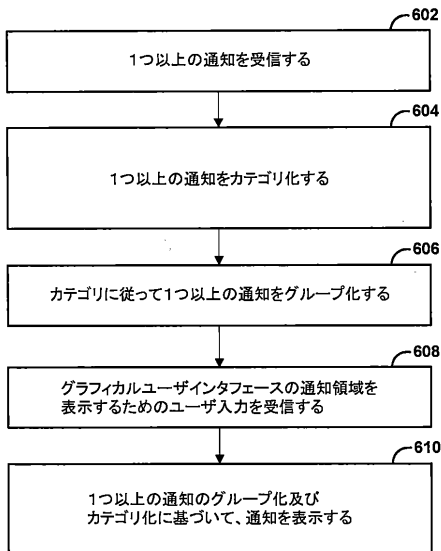 602
1つ以上の通知を受信する
604
1つ以上の通知をカテゴリ化する
606
カテゴリに従って1つ以上の通知をグループ化する
608
グラフィカルユーザインタフェースの通知領域を
表示するためのユーザ入力を受信する
610
1つ以上の通知のグループ化及び
カテゴリ化に基づいて、通知を表示する